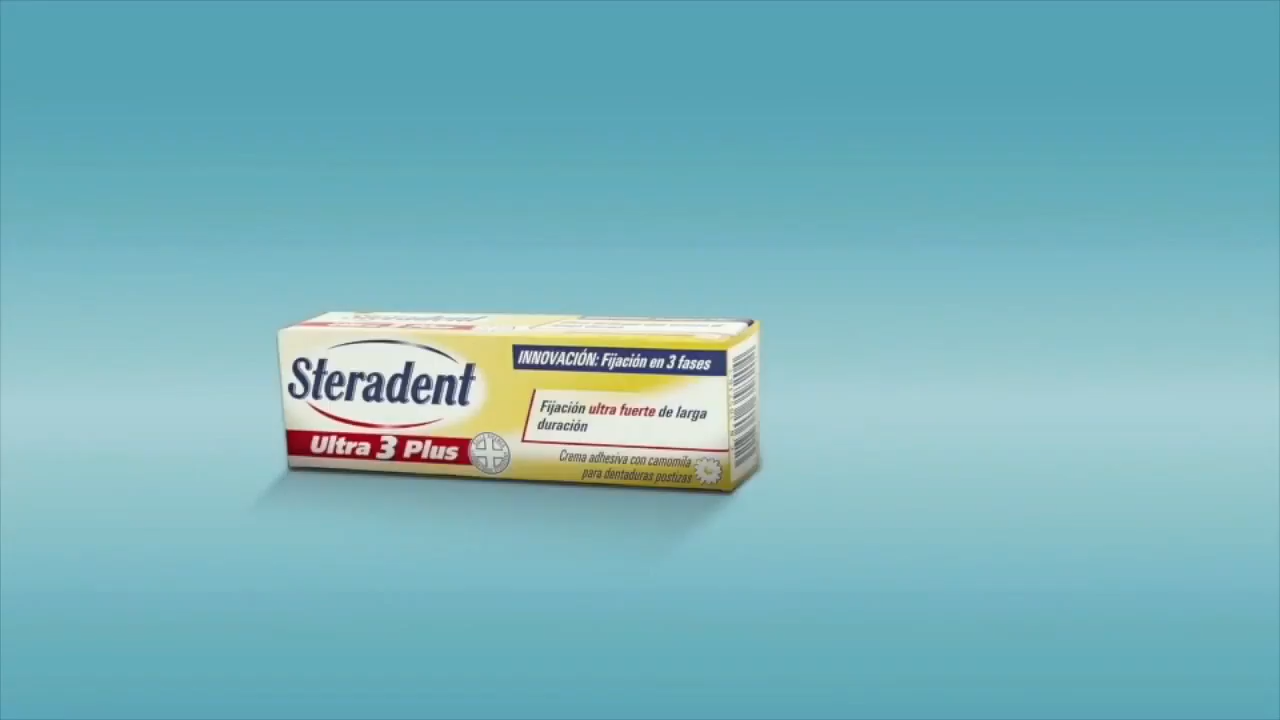 Steradent
Steradent
Ultra 3 Plus
INNOVACIÓN: Fijación en 3 fases
Fijación ultra fuerte de larga
duración
Crema adhesiva con camomila
para dentaduras postizas